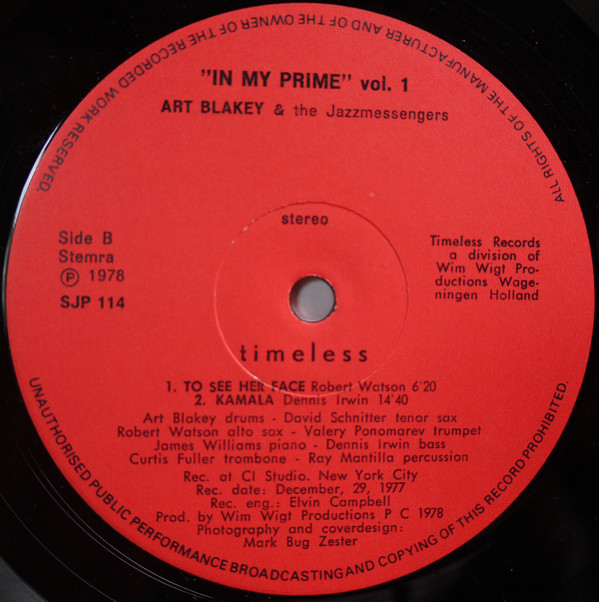 ALL RIGHTS OF THE MANUFACTURER AND OF THE OWNER OF THE RECORDED WORK RESERVED.
"IN MY PRIME" vol. 1
ART BLAKEY & the Jazzmessengers
stereo
Side B
Stemra
Ⓟ 1978
SJP 114
Timeless Records
a division of
Wim Wigt Pro-
ductions Wage-
ningen Holland
timeless
1. TO SEE HER FACE Robert Watson 6'20
2. KAMALA Dennis Irwin 14'40
Art Blakey drums - David Schnitter tenor sax
Robert Watson alto sax - Valery Ponomarev trumpet
James Williams piano - Dennis Irwin bass
Curtis Fuller trombone - Ray Mantilla percussion
Rec. at CI Studio. New York City
Rec. date: December, 29, 1977
Rec. eng.: Elvin Campbell
Prod. by Wim Wigt Productions P C 1978
Photography and coverdesign:
Mark Bug Zester
UNAUTHORISED PUBLIC PERFORMANCE BROADCASTING AND COPYING OF THIS RECORD PROHIBITED.